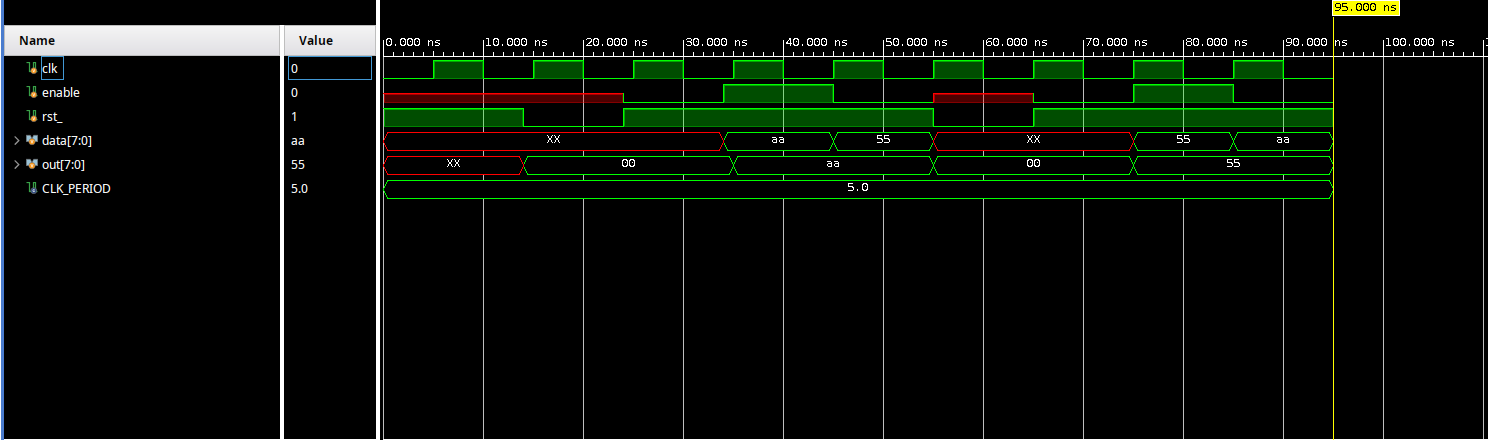 95.000 ns
Name Value
0.000 ns 10.000 ns 20.000 ns 30.000 ns 40.000 ns 50.000 ns 60.000 ns 70.000 ns 80.000 ns 90.000 ns 100.000 ns
clk 0
enable 0
rst_ 1
data[7:0] aa XX aa 55 XX 55 aa
out[7:0] 55 XX 00 aa 00 55
CLK_PERIOD 5.0 5.0